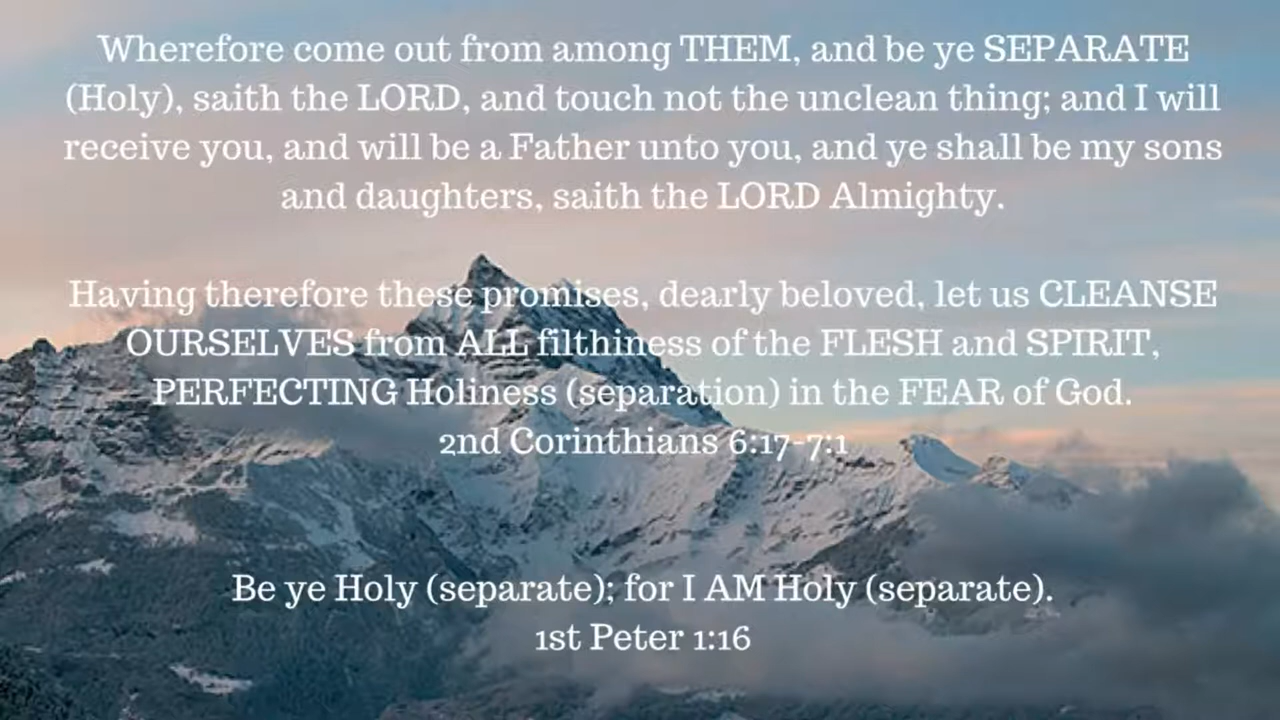 Wherefore come out from among THEM, and be ye SEPARATE
(Holy), saith the LORD, and touch not the unclean thing; and I will
receive you, and will be a Father unto you, and ye shall be my sons
and daughters, saith the LORD Almighty.
Having therefore these promises, dearly beloved, let us CLEANSE
OURSELVES from ALL filthiness of the FLESH and SPIRIT,
PERFECTING Holiness (separation) in the FEAR of God.
2nd Corinthians 6:17-7:1
Be ye Holy (separate); for I AM Holy (separate).
1st Peter 1:16